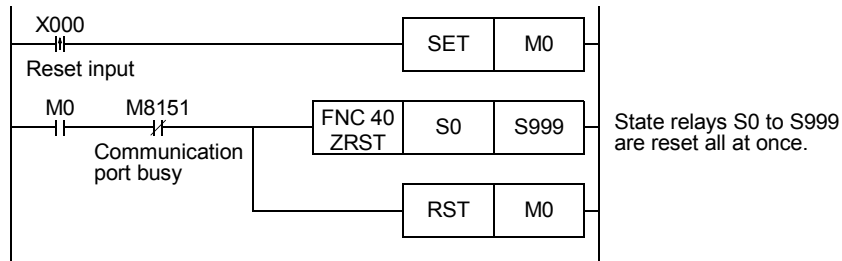 X000
SET M0
Reset input
M0 M8151
FNC 40
ZRST
S0 S999
State relays S0 to S999
are reset all at once.
Communication
port busy
RST M0